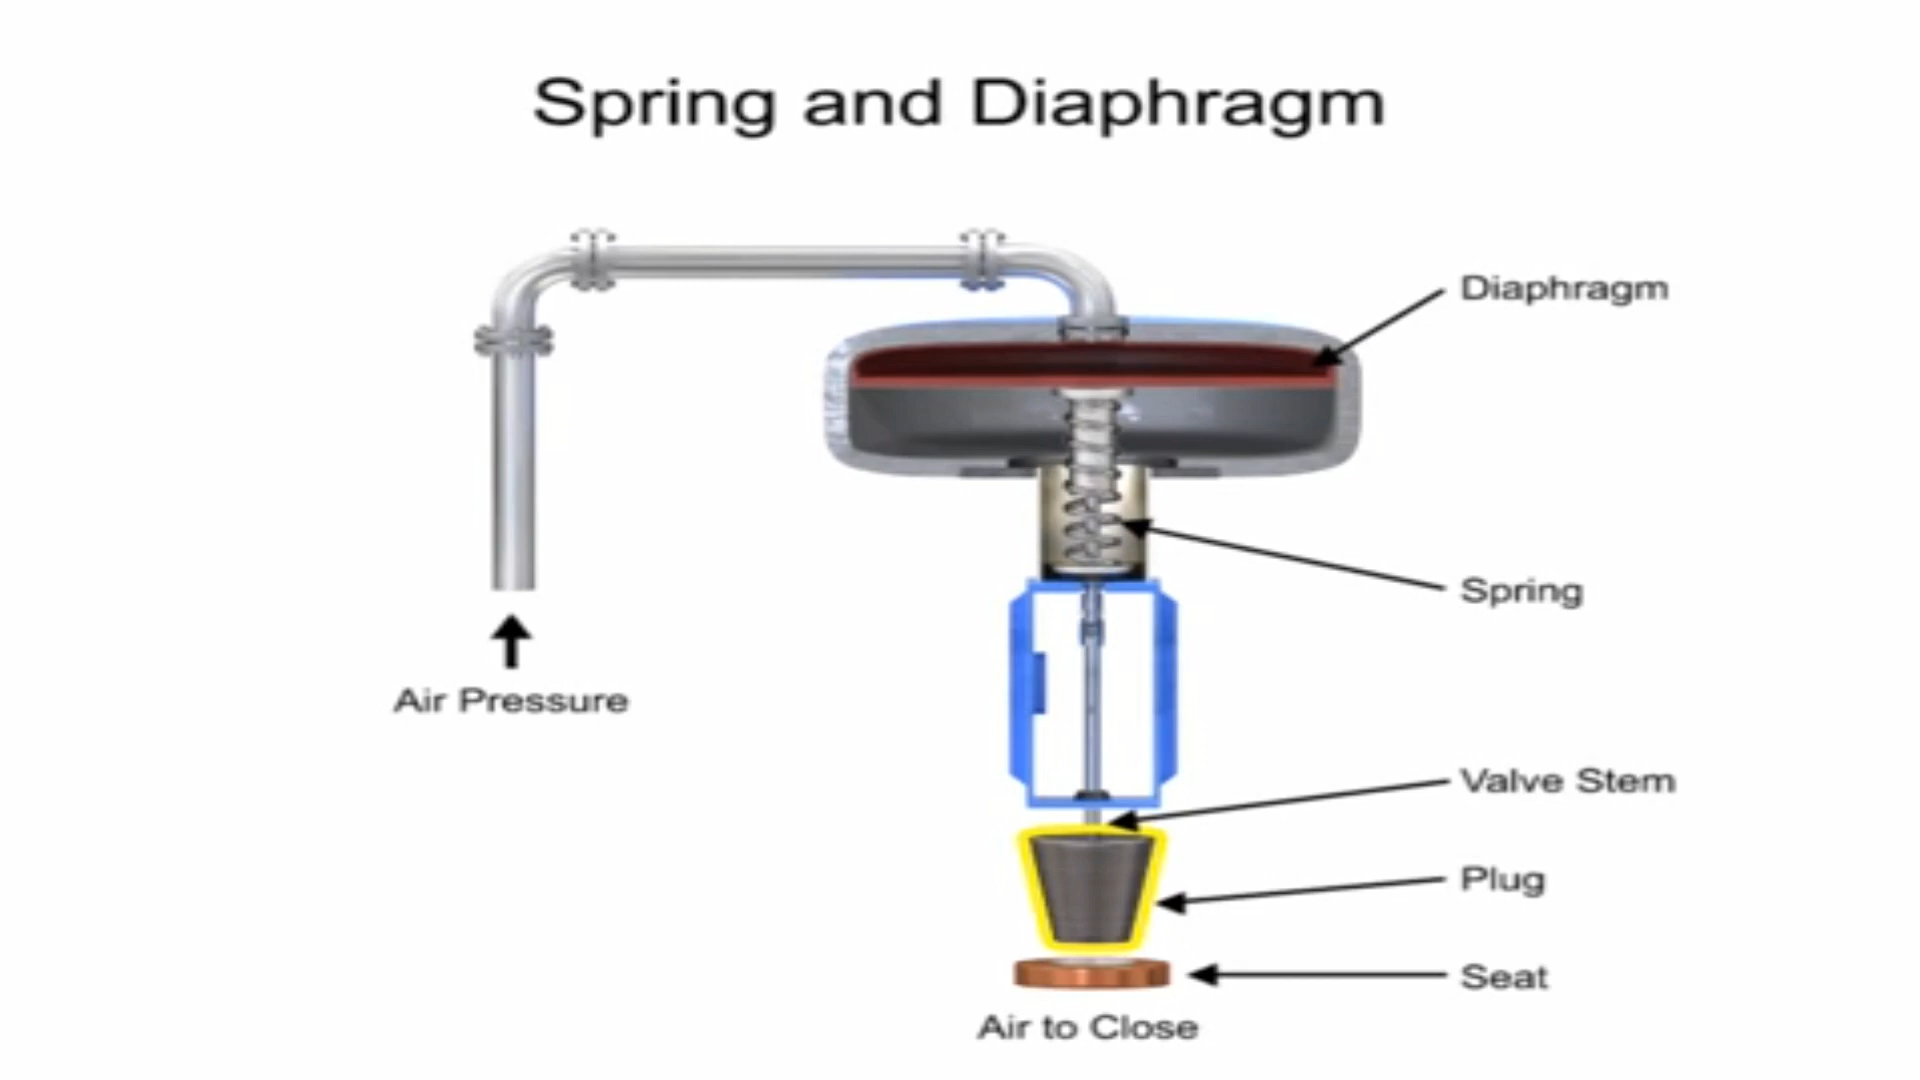 Spring and Diaphragm
Diaphragm
Spring
Air Pressure
Valve Stem
Plug
Seat
Air to Close